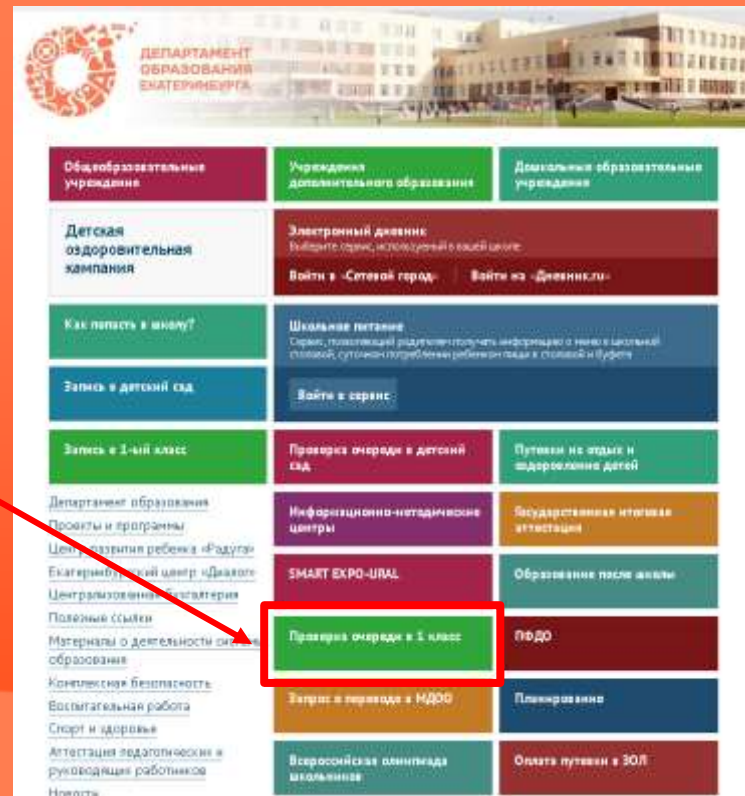 ДЕПАРТАМЕНТ
ОБРАЗОВАНИЯ
ЕКАТЕРИНБУРГА
Общеобразовательные
учреждения
Учреждения
дополнительного образования
Дошкольные образовательные
учреждения
Детская
оздоровительная
кампания
Электронный дневник
Выберите сервис, используемый в вашей школе
Войти в «Сетевой город»
Войти на «Дневник.ру»
Как попасть в школу?
Школьное питание
Сервис, позволяющий родителям получать информацию о меню в школьной
столовой, суточном потреблении ребенком пищи в столовой и буфете
Запись в детский сад
Войти в сервис
Запись в 1-ый класс
Проверка очереди в детский
сад
Путевки на отдых и
оздоровление детей
Департамент образования
Проекты и программы
Центр развития ребенка «Радуга»
Екатеринбургский центр «Диалог»
Централизованная бухгалтерия
Полезные ссылки
Материалы о деятельности системы
образования
Комплексная безопасность
Воспитательная работа
Спорт и здоровье
Аттестация педагогических и
руководящих работников
Новости
Информационно-методические
центры
Государственная итоговая
аттестация
SMART EXPO-URAL
Образование после школы
Проверка очереди в 1 класс
ПФДО
Запрос о переводе в МДОО
Планирование
Всероссийская олимпиада
школьников
Оплата путевки в ЗОЛ